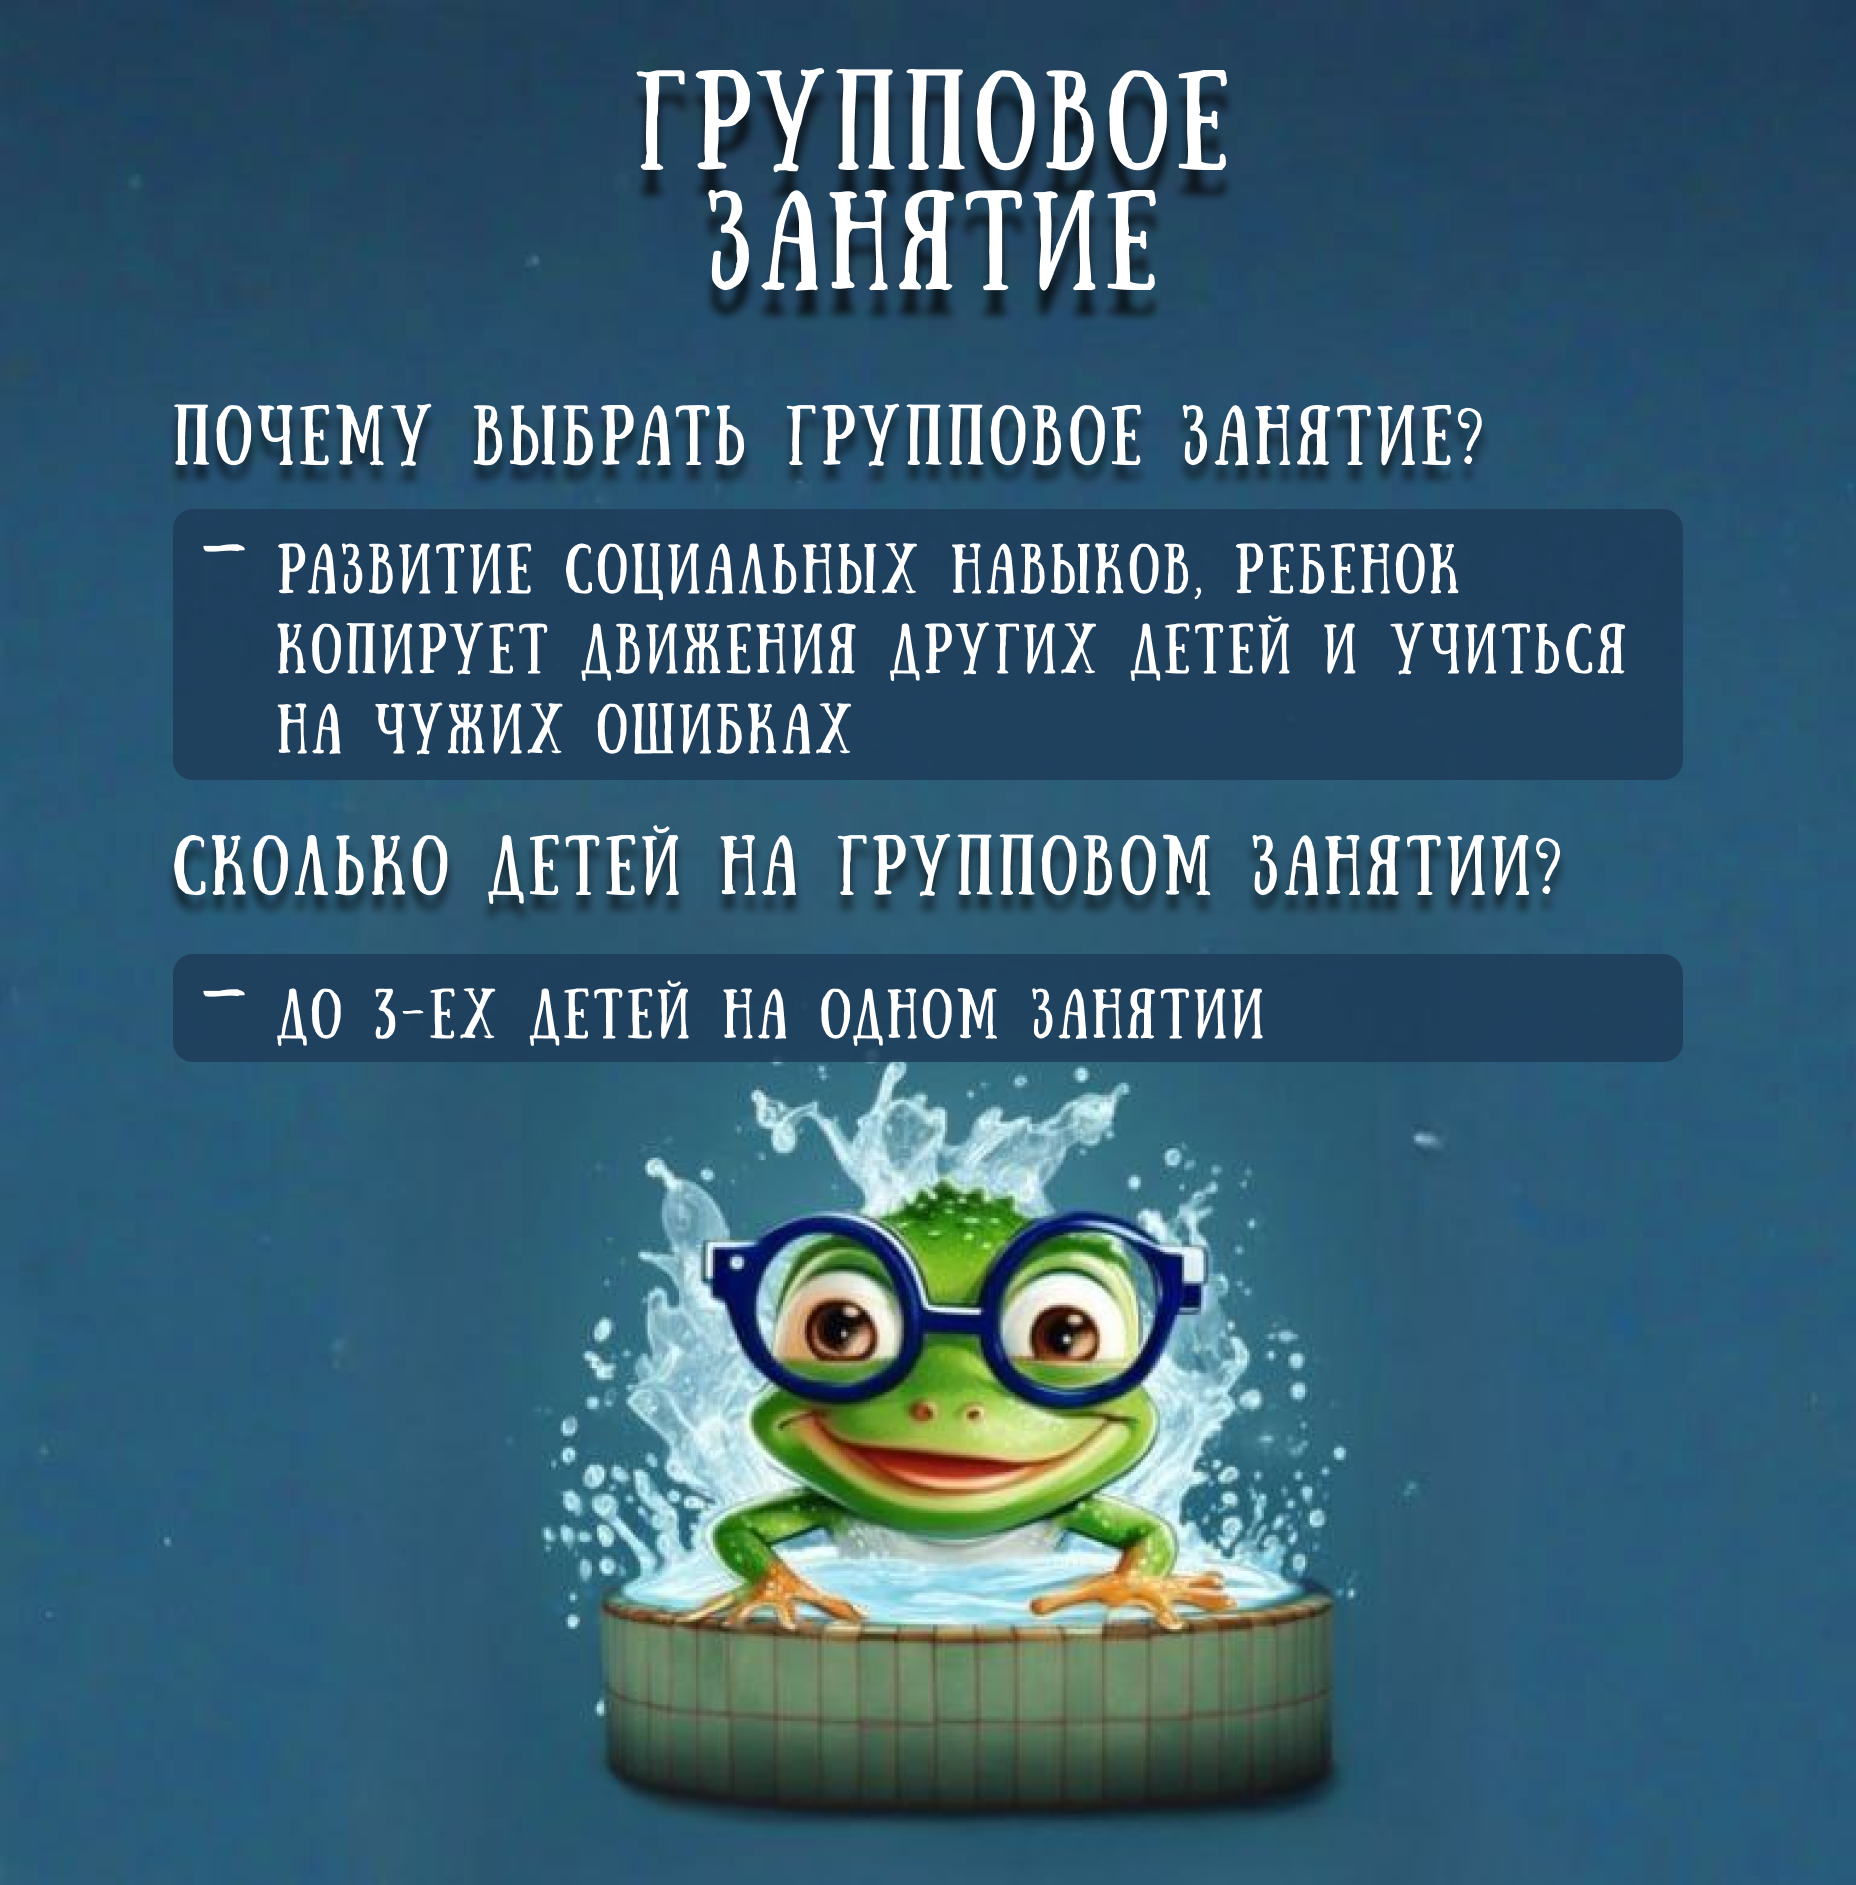 ГРУППОВОЕ
ЗАНЯТИЕ
ПОЧЕМУ ВЫБРАТЬ ГРУППОВОЕ ЗАНЯТИЕ?
— РАЗВИТИЕ СОЦИАЛЬНЫХ НАВЫКОВ, РЕБЕНОК
КОПИРУЕТ ДВИЖЕНИЯ ДРУГИХ ДЕТЕЙ И УЧИТЬСЯ
НА ЧУЖИХ ОШИБКАХ
СКОЛЬКО ДЕТЕЙ НА ГРУППОВОМ ЗАНЯТИИ?
— ДО 3-ЕХ ДЕТЕЙ НА ОДНОМ ЗАНЯТИИ